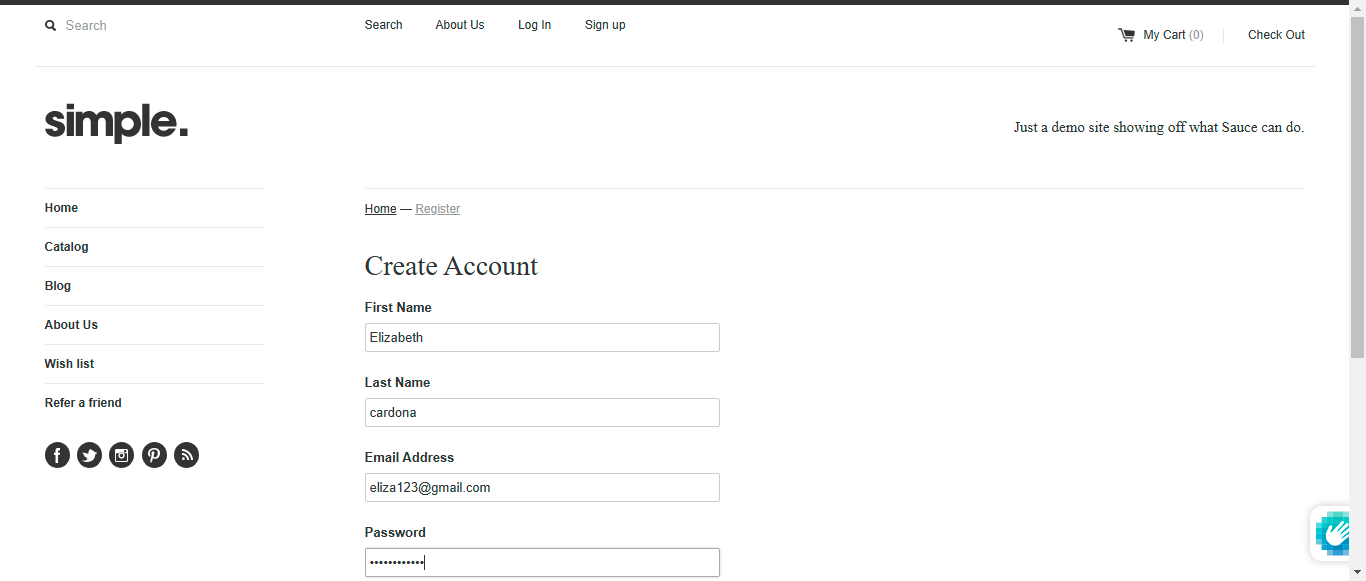 Search
Search About Us Log In Sign up
My Cart (0) Check Out
simple.
Just a demo site showing off what Sauce can do.
Home
Catalog
Blog
About Us
Wish list
Refer a friend
Home — Register
Create Account
First Name
Elizabeth
Last Name
cardona
Email Address
eliza123@gmail.com
Password
••••••••••••